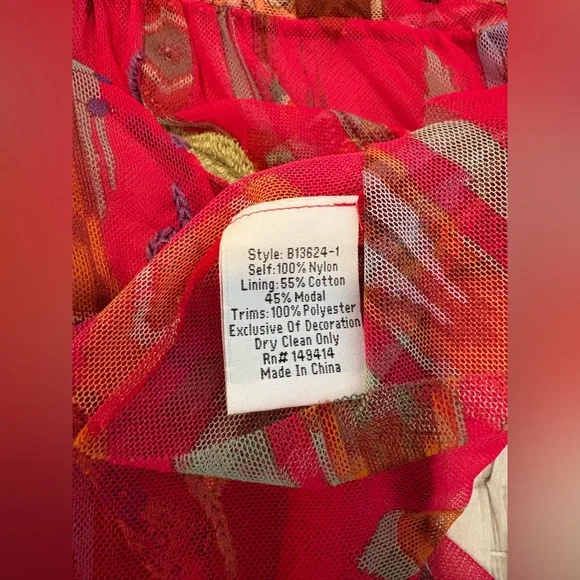 Style: B13624-1
Self:100% Nylon
Lining: 55% Cotton
45% Modal
Trims: 100% Polyester
Exclusive Of Decoration
Dry Clean Only
Rn# 149414
Made In China